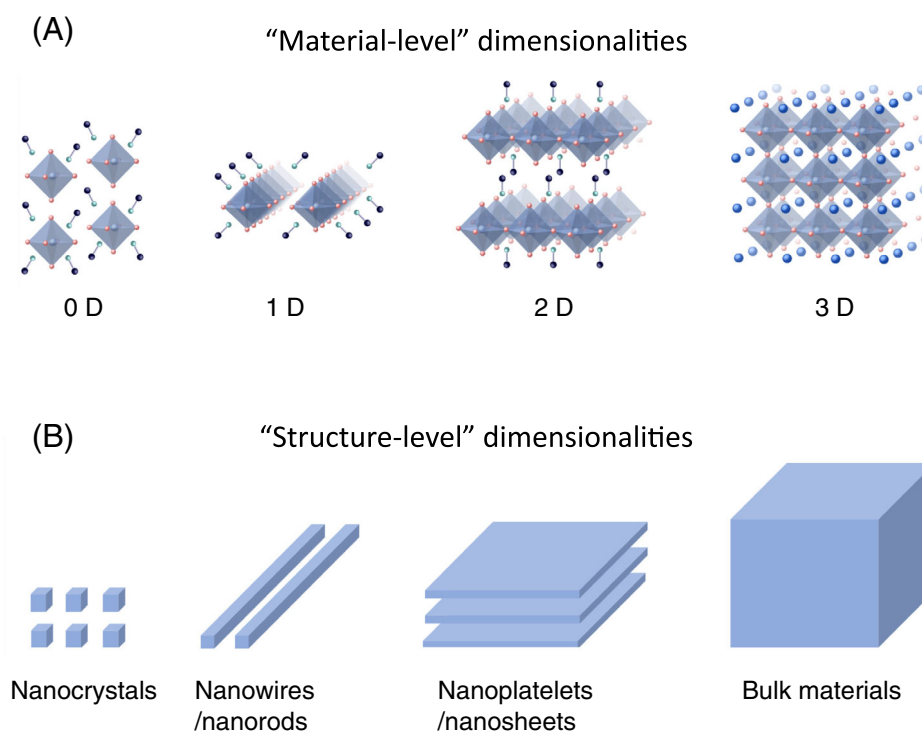 (A)
“Material-level” dimensionalities
0 D
1 D
2 D
3 D
(B)
“Structure-level” dimensionalities
Nanocrystals
Nanowires
/nanorods
Nanoplatelets
/nanosheets
Bulk materials